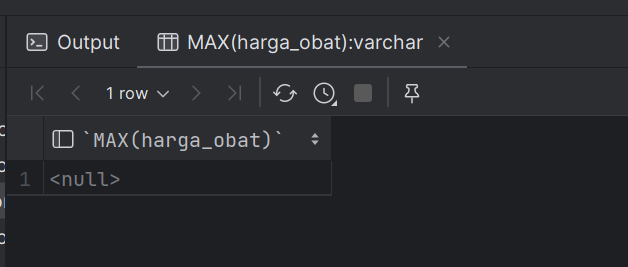 Output
MAX(harga_obat):varchar
1 row
`MAX(harga_obat)`
1 <null>